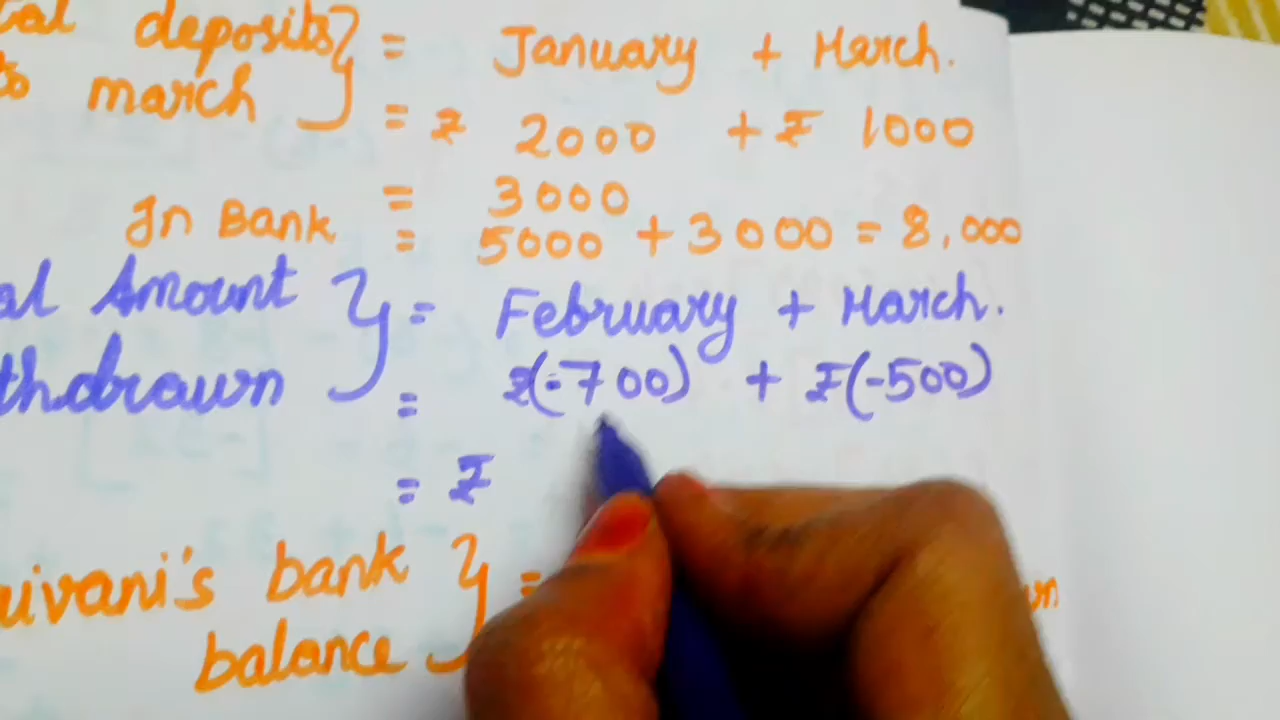 deposits } = January + March.
march = ₹ 2000 + ₹ 1000
= 3000
In Bank = 5000 + 3000 = 8,000
Amount } = February + March.
= ₹(-700) + ₹(-500)
= ₹
bank } =
balance